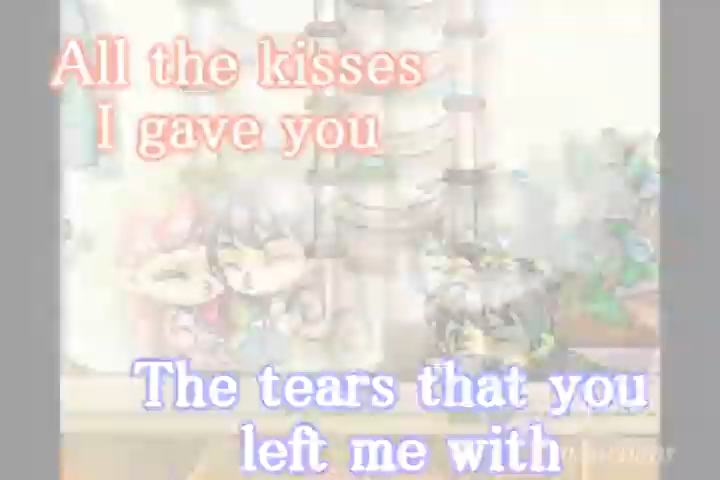 All the kisses
I gave you
The tears that you
left me with